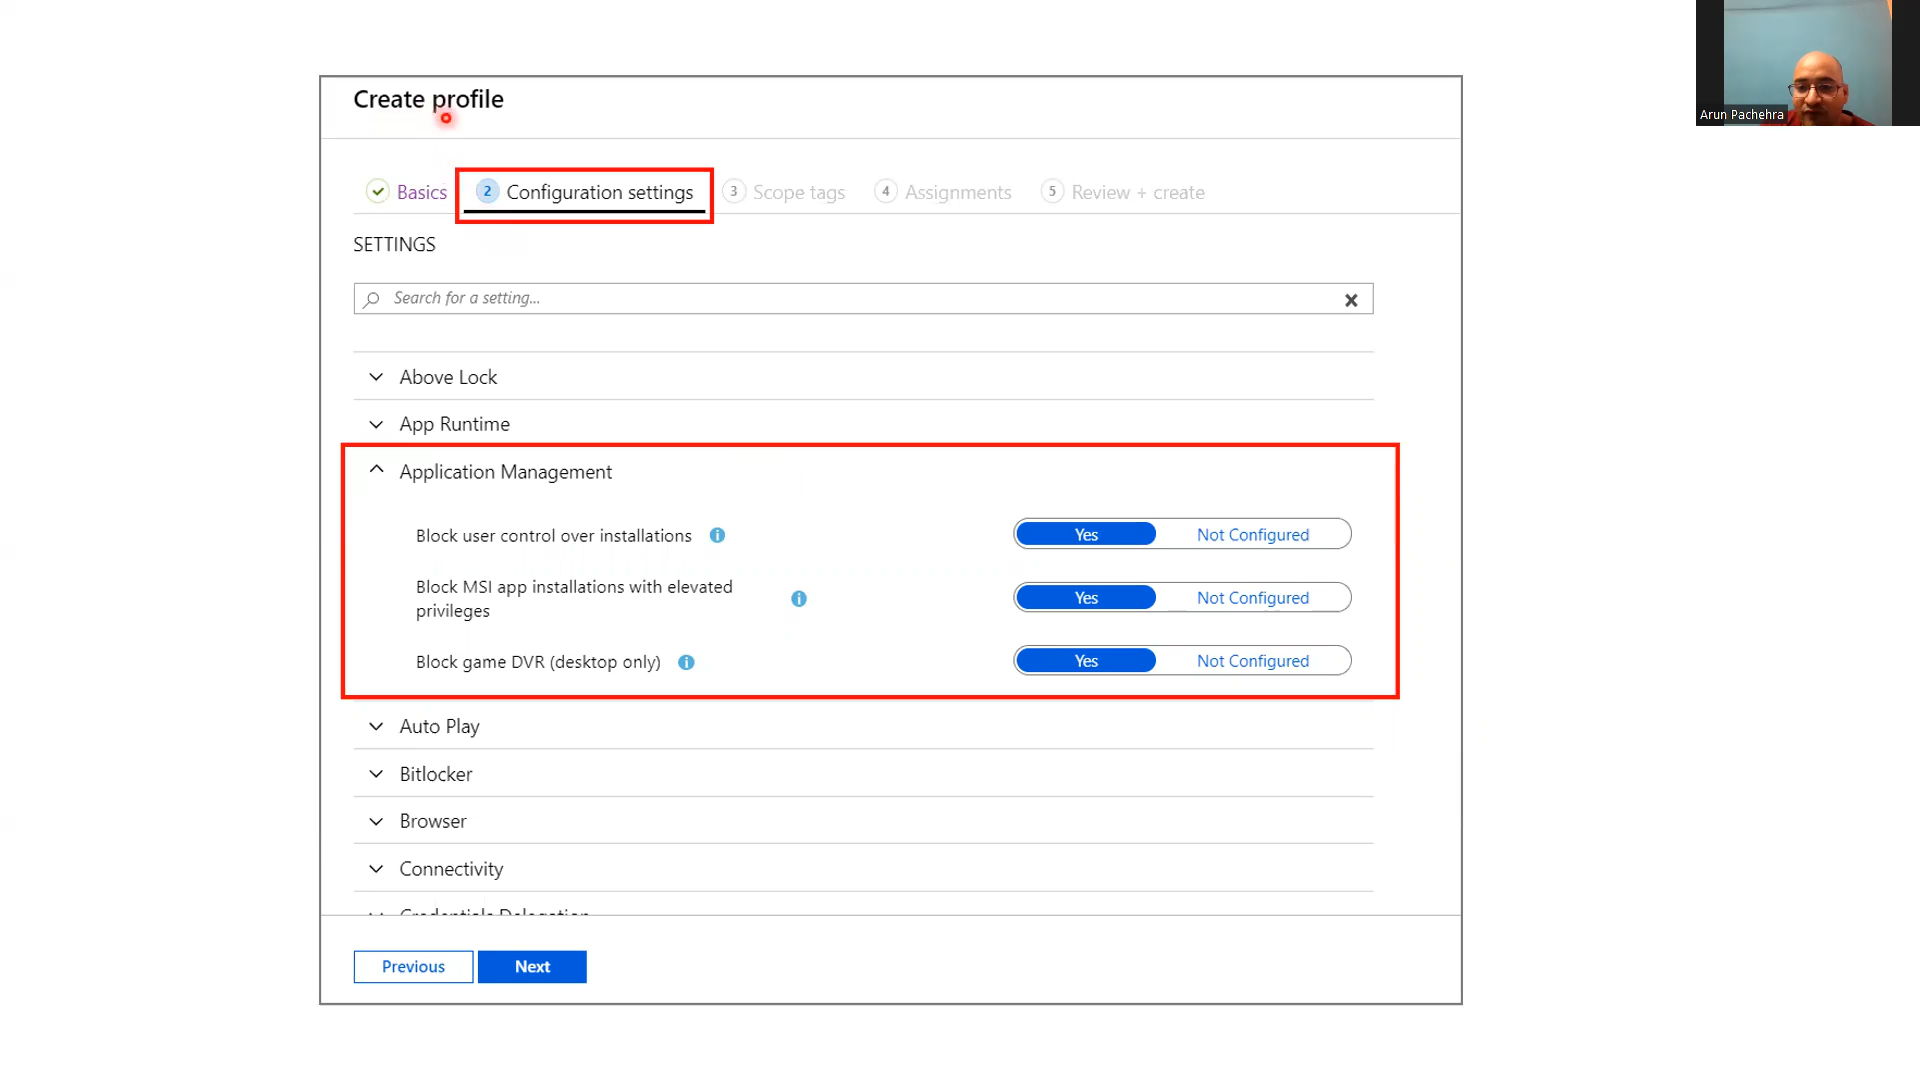 Create profile
Arun Pachehra
Basics 2 Configuration settings 3 Scope tags 4 Assignments 5 Review + create
SETTINGS
Search for a setting...
Above Lock
App Runtime
Application Management
Block user control over installations Yes Not Configured
Block MSI app installations with elevated
privileges Yes Not Configured
Block game DVR (desktop only) Yes Not Configured
Auto Play
Bitlocker
Browser
Connectivity
Credentials Delegation
Previous Next